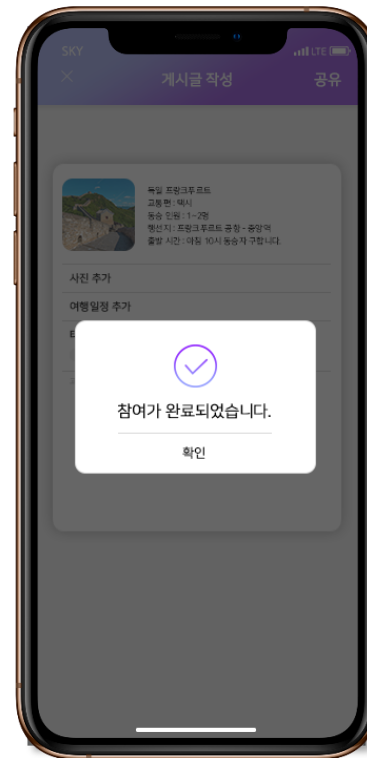 SKY
LTE
게시글 작성
공유
독일 프랑크푸르트
교통편 : 택시
동승 인원 : 1~2명
행선지 : 프랑크푸르트 공항 - 중앙역
출발 시간 : 아침 10시 동승자 구합니다.
사진 추가
여행일정 추가
참여가 완료되었습니다.
확인